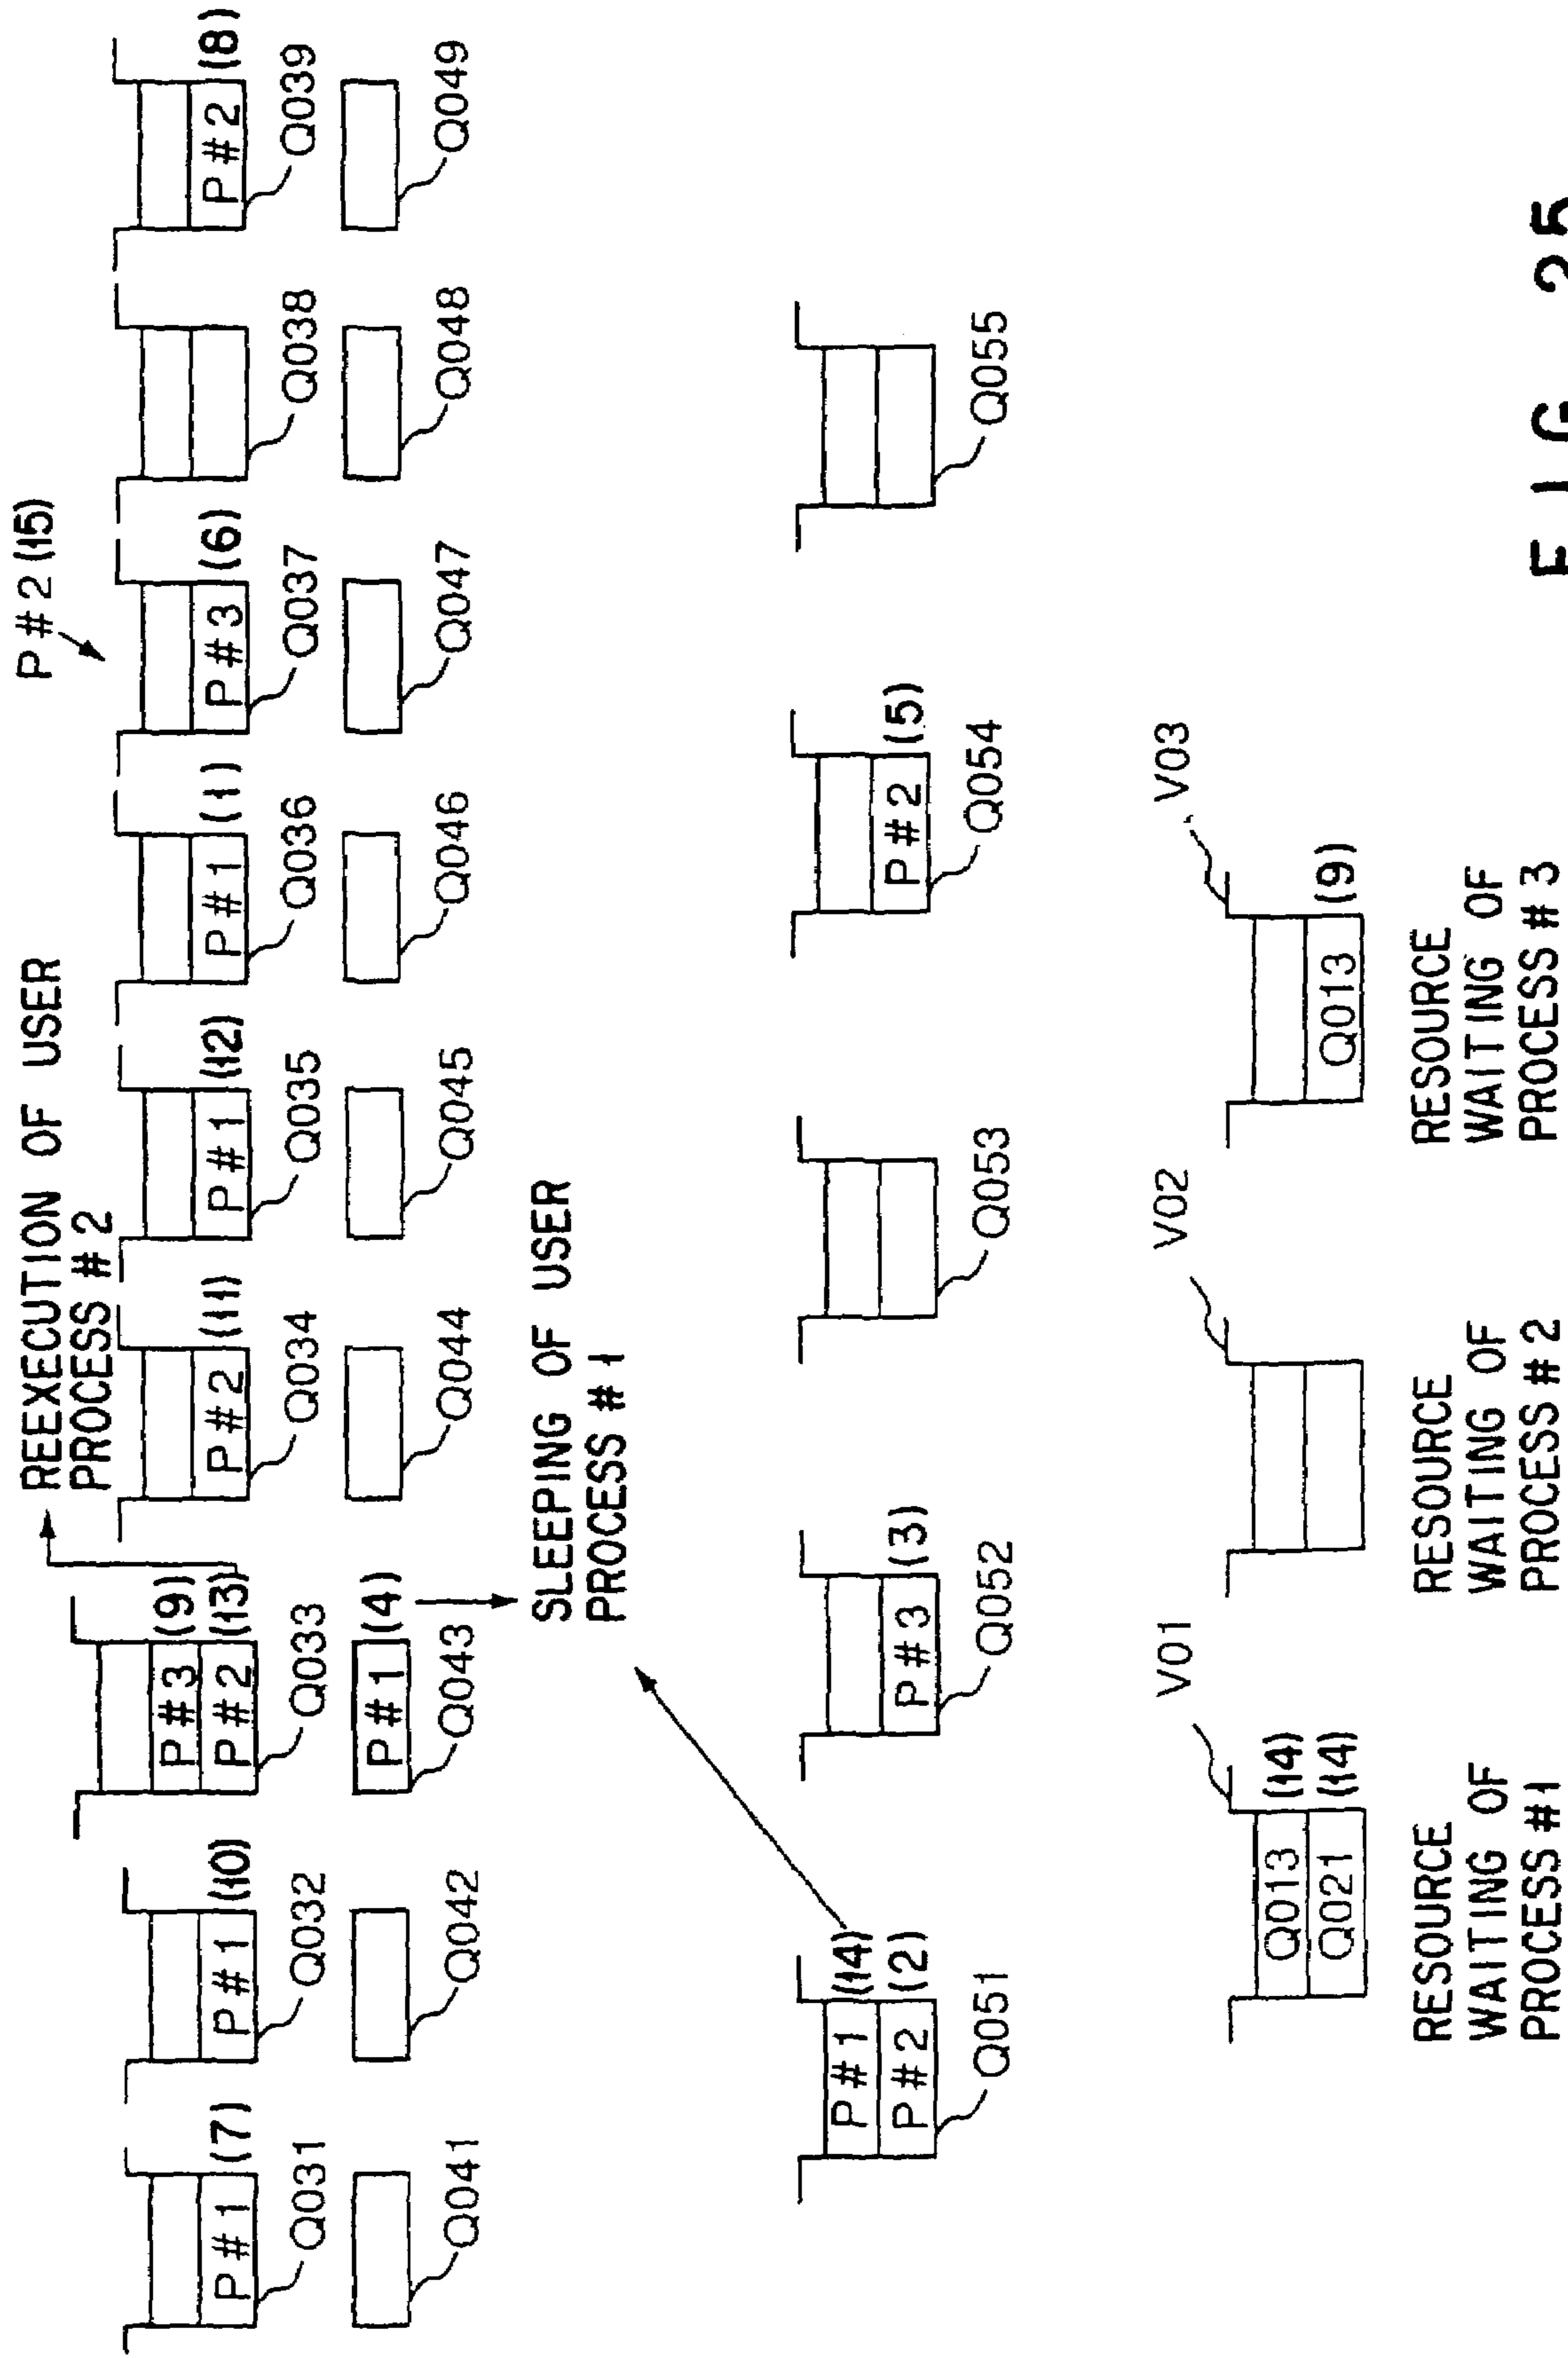 REEXECUTION OF USER
PROCESS #2
P#2 (15)
P#3 (9)
P#1 (7) P#1 (10) P#2 (13) P#2 (11) P#1 (12) P#1 (1) P#3 (6) P#2 (8)
Q031 Q032 Q033 Q034 Q035 Q036 Q037 Q038 Q039
P#1 (4)
Q041 Q042 Q043 Q044 Q045 Q046 Q047 Q048 Q049
SLEEPING OF USER
PROCESS #1
P#1 (14)
P#2 (2) P#3 (3) P#2 (5)
Q051 Q052 Q053 Q054 Q055
V01 V02 V03
Q013 (14)
Q021 (14) Q013 (9)
RESOURCE
WAITING OF
PROCESS #1
RESOURCE
WAITING OF
PROCESS #2
RESOURCE
WAITING OF
PROCESS #3
FIG. 25